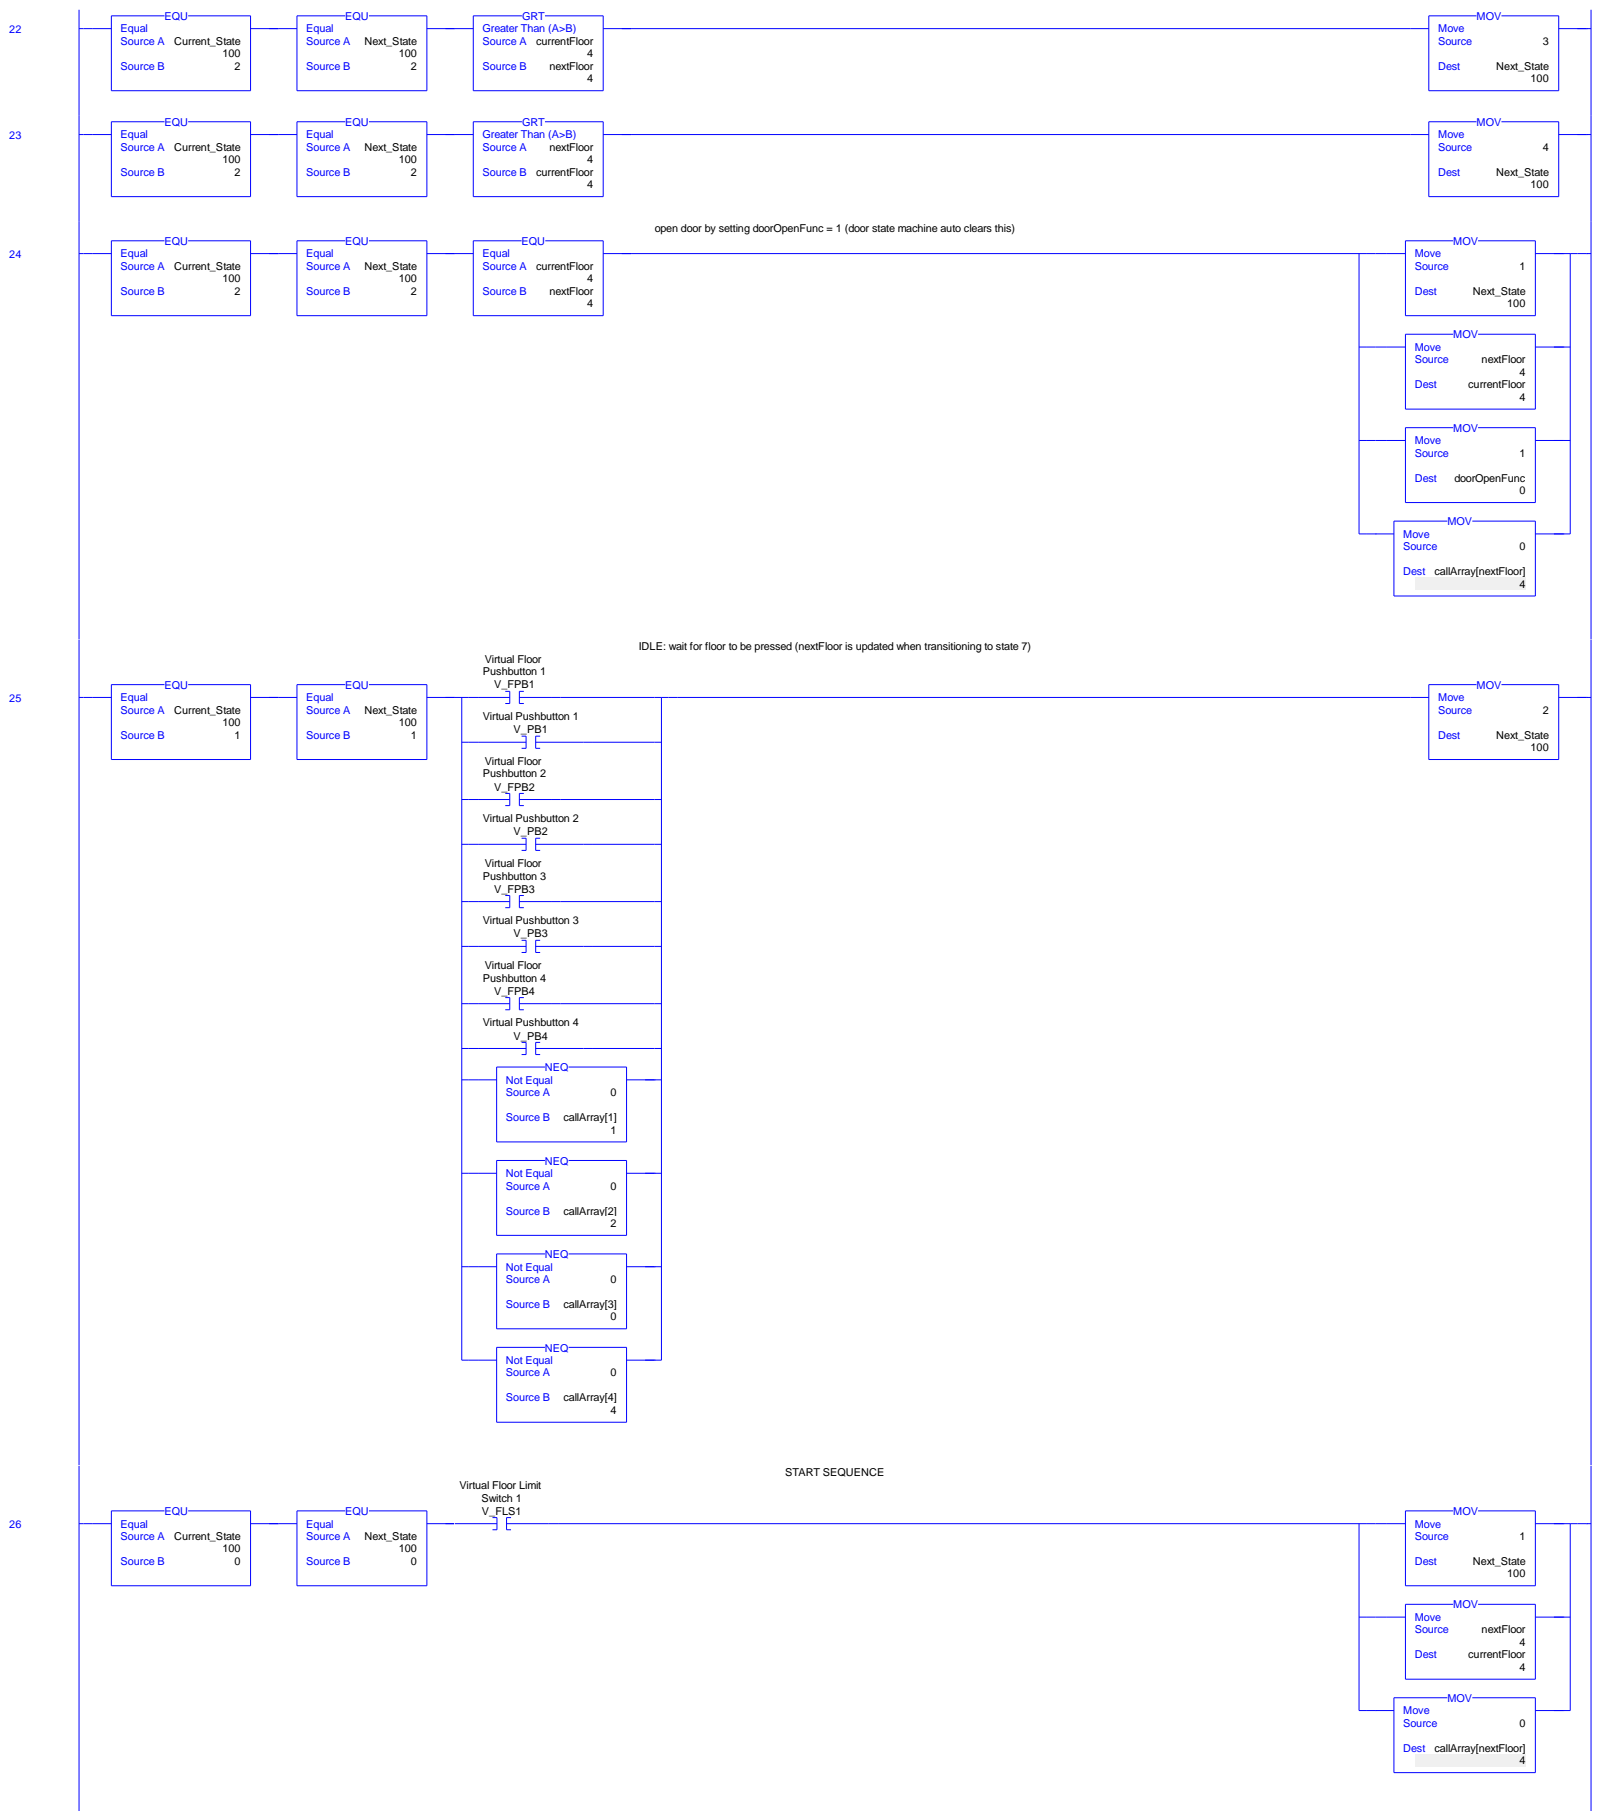 22
EQU
Equal
Source A Current_State
100
Source B 2
EQU
Equal
Source A Next_State
100
Source B 2
GRT
Greater Than (A>B)
Source A currentFloor
4
Source B nextFloor
4
MOV
Move
Source 3
Dest Next_State
100
23
EQU
Equal
Source A Current_State
100
Source B 2
EQU
Equal
Source A Next_State
100
Source B 2
GRT
Greater Than (A>B)
Source A nextFloor
4
Source B currentFloor
4
MOV
Move
Source 4
Dest Next_State
100
open door by setting doorOpenFunc = 1 (door state machine auto clears this)
24
EQU
Equal
Source A Current_State
100
Source B 2
EQU
Equal
Source A Next_State
100
Source B 2
EQU
Equal
Source A currentFloor
4
Source B nextFloor
4
MOV
Move
Source 1
Dest Next_State
100
MOV
Move
Source nextFloor
4
Dest currentFloor
4
MOV
Move
Source 1
Dest doorOpenFunc
0
MOV
Move
Source 0
Dest callArray[nextFloor]
4
IDLE: wait for floor to be pressed (nextFloor is updated when transitioning to state 7)
25
EQU
Equal
Source A Current_State
100
Source B 1
EQU
Equal
Source A Next_State
100
Source B 1
Virtual Floor
Pushbutton 1
V_FPB1
Virtual Pushbutton 1
V_PB1
Virtual Floor
Pushbutton 2
V_FPB2
Virtual Pushbutton 2
V_PB2
Virtual Floor
Pushbutton 3
V_FPB3
Virtual Pushbutton 3
V_PB3
Virtual Floor
Pushbutton 4
V_FPB4
Virtual Pushbutton 4
V_PB4
NEQ
Not Equal
Source A 0
Source B callArray[1]
1
NEQ
Not Equal
Source A 0
Source B callArray[2]
2
NEQ
Not Equal
Source A 0
Source B callArray[3]
0
NEQ
Not Equal
Source A 0
Source B callArray[4]
4
MOV
Move
Source 2
Dest Next_State
100
START SEQUENCE
26
EQU
Equal
Source A Current_State
100
Source B 0
EQU
Equal
Source A Next_State
100
Source B 0
Virtual Floor Limit
Switch 1
V_FLS1
MOV
Move
Source 1
Dest Next_State
100
MOV
Move
Source nextFloor
4
Dest currentFloor
4
MOV
Move
Source 0
Dest callArray[nextFloor]
4